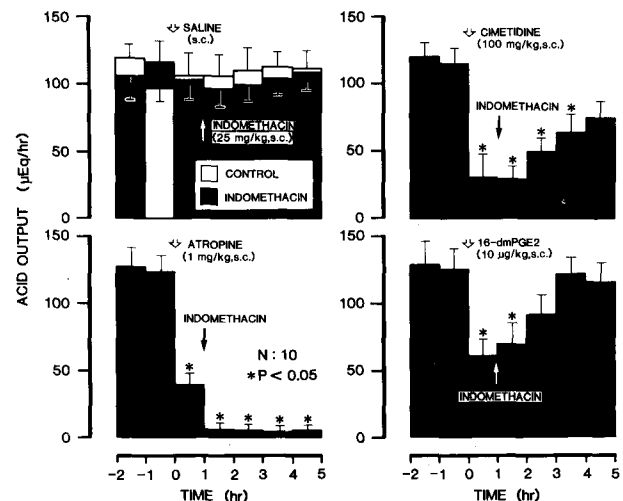 150
100
50
0
SALINE
(s.c.)
INDOMETHACIN
(25 mg/kg,s.c.)
CONTROL
INDOMETHACIN
150
100
50
0
CIMETIDINE
(100 mg/kg,s.c.)
INDOMETHACIN
* * * *
ACID OUTPUT (µEq/hr)
150
100
50
0
ATROPINE
(1 mg/kg,s.c.)
INDOMETHACIN
N : 10
*P < 0.05
* * * * *
-2 -1 0 1 2 3 4 5
TIME (hr)
150
100
50
0
16-dmPGE2
(10 µg/kg,s.c.)
* *
INDOMETHACIN
-2 -1 0 1 2 3 4 5
TIME (hr)